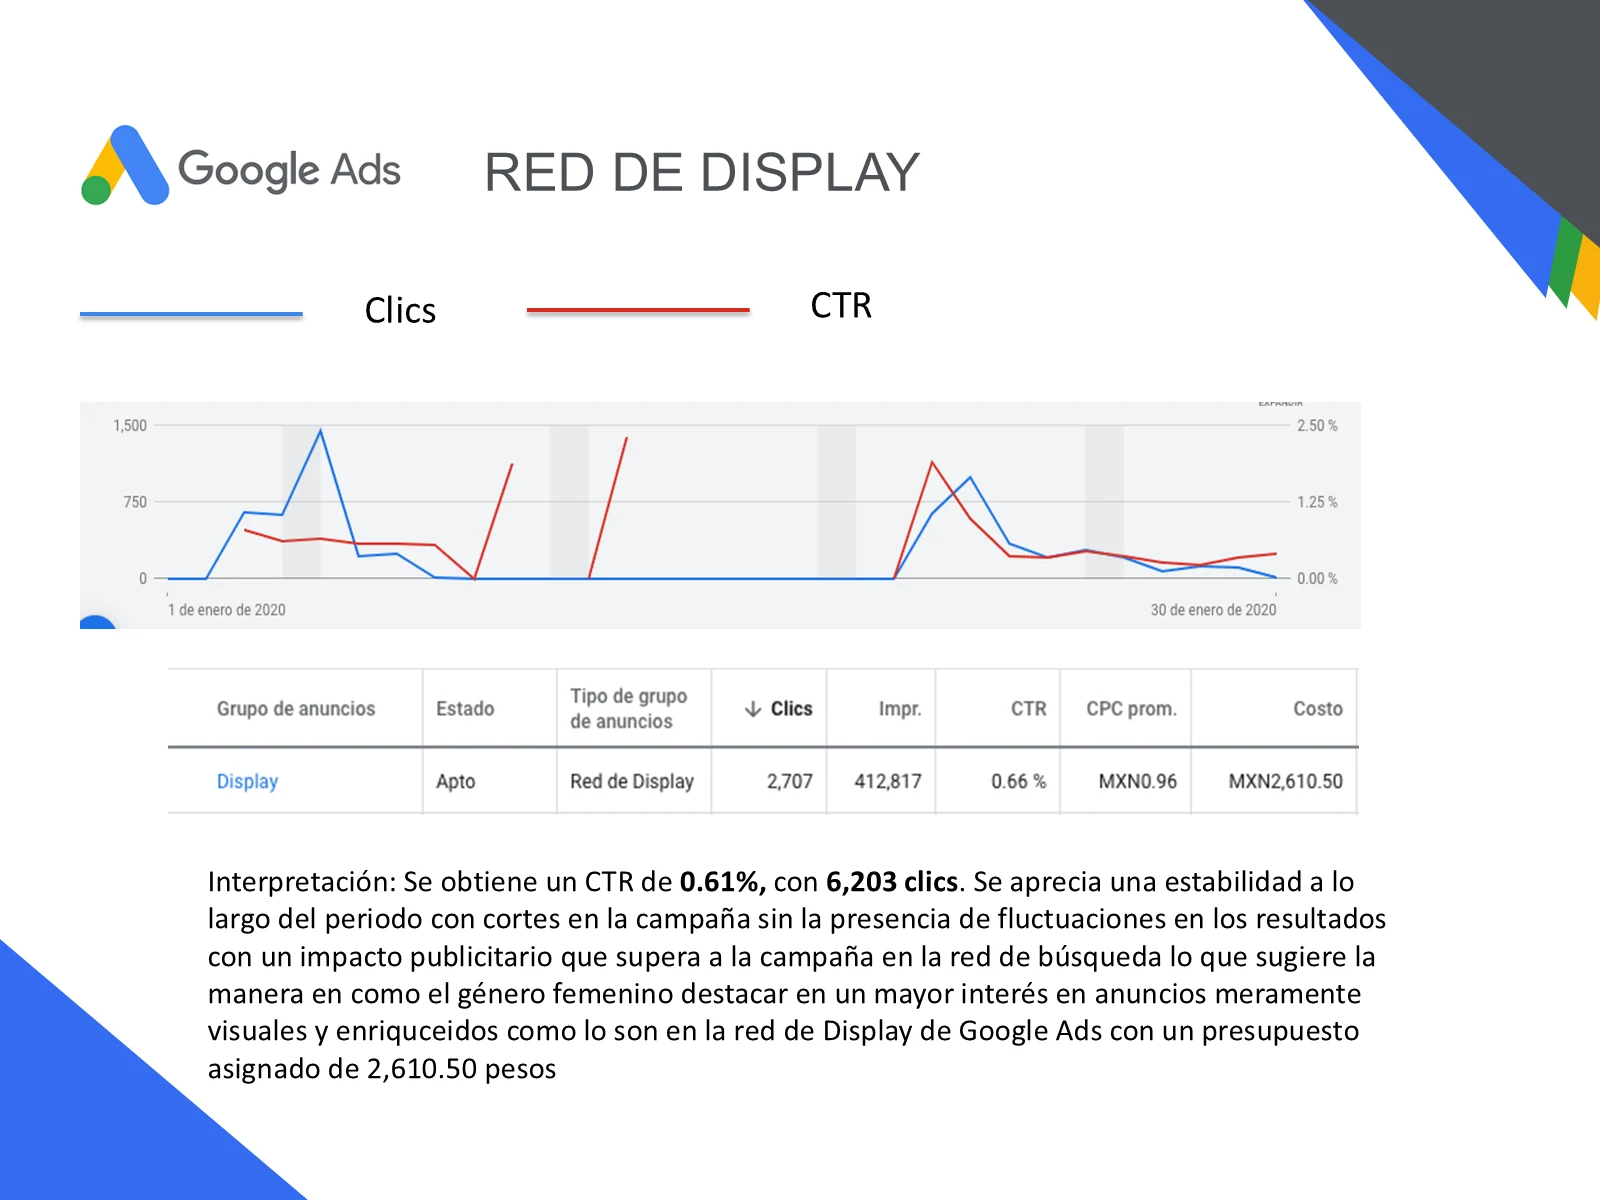 Google Ads
RED DE DISPLAY
Clics
CTR
EXPANDIR
1,500
2.50 %
750
1.25 %
0
0.00 %
1 de enero de 2020
30 de enero de 2020
Grupo de anuncios
Estado
Tipo de grupo
de anuncios
↓ Clics
Impr.
CTR
CPC prom.
Costo
Display
Apto
Red de Display
2,707
412,817
0.66 %
MXN0.96
MXN2,610.50
Interpretación: Se obtiene un CTR de 0.61%, con 6,203 clics. Se aprecia una estabilidad a lo
largo del periodo con cortes en la campaña sin la presencia de fluctuaciones en los resultados
con un impacto publicitario que supera a la campaña en la red de búsqueda lo que sugiere la
manera en como el género femenino destacar en un mayor interés en anuncios meramente
visuales y enriquceidos como lo son en la red de Display de Google Ads con un presupuesto
asignado de 2,610.50 pesos